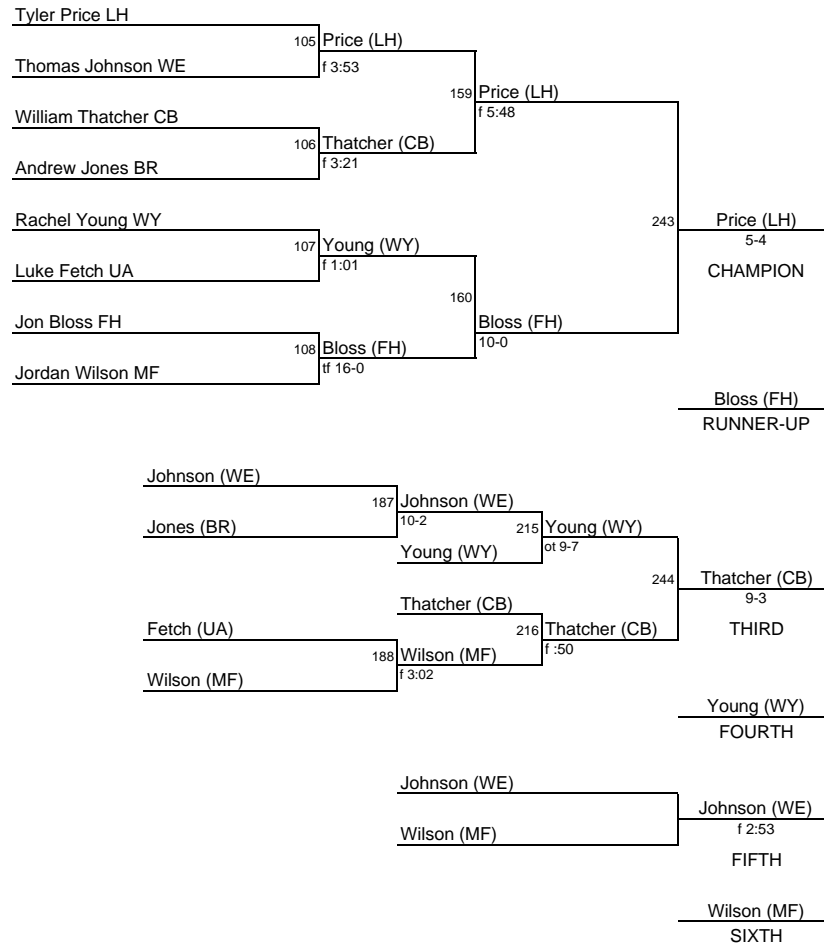 Tyler Price LH
105 Price (LH)
Thomas Johnson WE
f 3:53
159 Price (LH)
William Thatcher CB
f 5:48
106 Thatcher (CB)
Andrew Jones BR
f 3:21
Rachel Young WY
243 Price (LH)
107 Young (WY)
5-4
Luke Fetch UA
f 1:01
CHAMPION
160
Jon Bloss FH
Bloss (FH)
108 Bloss (FH)
10-0
Jordan Wilson MF
tf 16-0
Bloss (FH)
RUNNER-UP
Johnson (WE)
187 Johnson (WE)
Jones (BR)
10-2
215 Young (WY)
Young (WY)
ot 9-7
244 Thatcher (CB)
Thatcher (CB)
9-3
Fetch (UA)
216 Thatcher (CB)
THIRD
188 Wilson (MF)
f :50
Wilson (MF)
f 3:02
Young (WY)
FOURTH
Johnson (WE)
Johnson (WE)
Wilson (MF)
f 2:53
FIFTH
Wilson (MF)
SIXTH